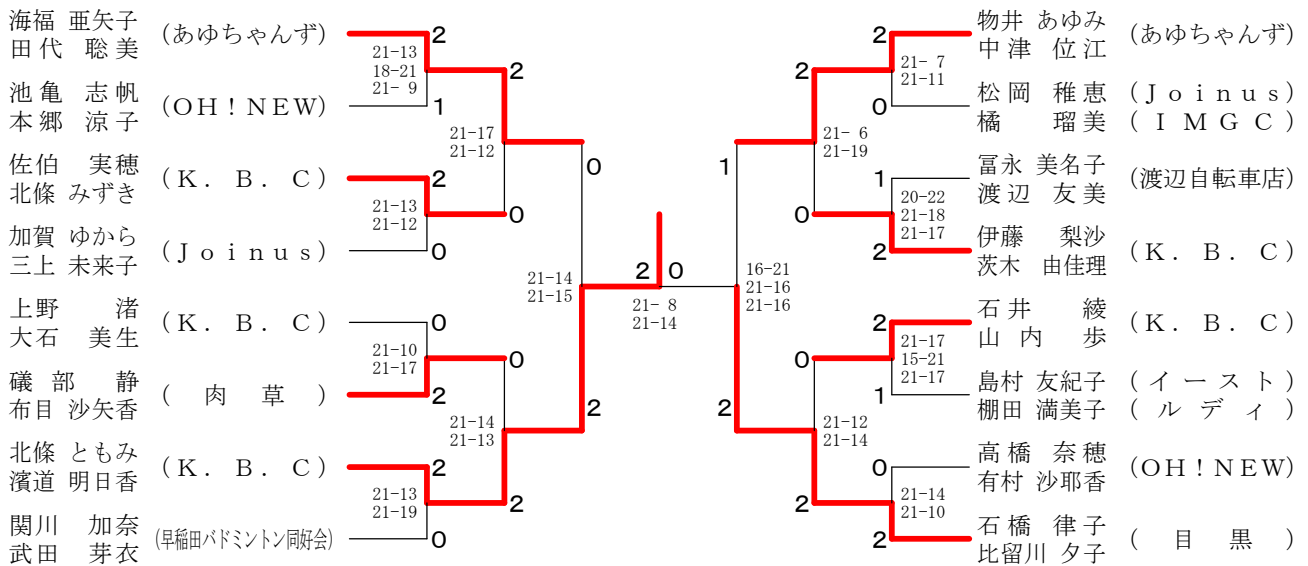 海福 亜矢子
田代 聡美
(あゆちゃんず)
2
21-13
18-21
21- 9
池亀 志帆
本郷 涼子
(OH！NEW)
1
2
21-17
21-12
佐伯 実穂
北條 みずき
(K．B．C)
2
21-13
21-12
0
加賀 ゆから
三上 未来子
(Joinus)
0
0
21-14
21-15
上野 渚
大石 美生
(K．B．C)
0
21-10
21-17
礒部 静
布目 沙矢香
(肉草)
2
0
21-14
21-13
2
北條 ともみ
濱道 明日香
(K．B．C)
2
21-13
21-19
2
関川 加奈
武田 芽衣
(早稲田バドミントン同好会)
0
2 0
21- 8
21-14
物井 あゆみ
中津 位江
(あゆちゃんず)
2
21- 7
21-11
松岡 稚恵
橘 瑠美
(Joinus)
(IMGC)
0
2
21- 6
21-19
冨永 美名子
渡辺 友美
(渡辺自転車店)
1
20-22
21-18
21-17
0
伊藤 梨沙
茨木 由佳理
(K．B．C)
2
1
16-21
21-16
21-16
石井 綾
山内 歩
(K．B．C)
2
21-17
15-21
21-17
島村 友紀子
棚田 満美子
(イースト)
(ルディ)
1
0
21-12
21-14
2
高橋 奈穂
有村 沙耶香
(OH！NEW)
0
21-14
21-10
2
石橋 律子
比留川 夕子
(目黒)
2